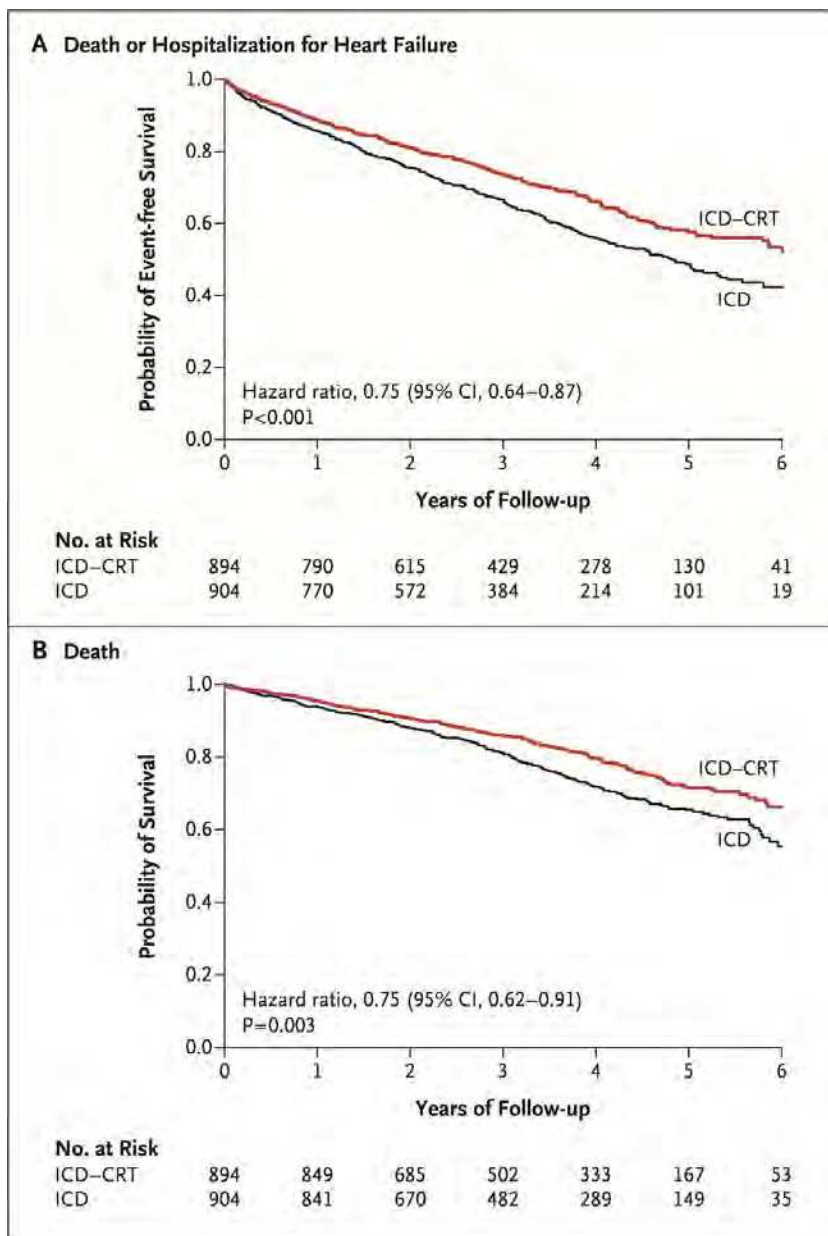 A Death or Hospitalization for Heart Failure
1.0
0.8
0.6
0.4
0.2
0.0
Probability of Event-free Survival
ICD–CRT
ICD
Hazard ratio, 0.75 (95% CI, 0.64–0.87)
P<0.001
0 1 2 3 4 5 6
Years of Follow-up
No. at Risk
ICD–CRT 894 790 615 429 278 130 41
ICD 904 770 572 384 214 101 19
B Death
1.0
0.8
0.6
0.4
0.2
0.0
Probability of Survival
ICD–CRT
ICD
Hazard ratio, 0.75 (95% CI, 0.62–0.91)
P=0.003
0 1 2 3 4 5 6
Years of Follow-up
No. at Risk
ICD–CRT 894 849 685 502 333 167 53
ICD 904 841 670 482 289 149 35